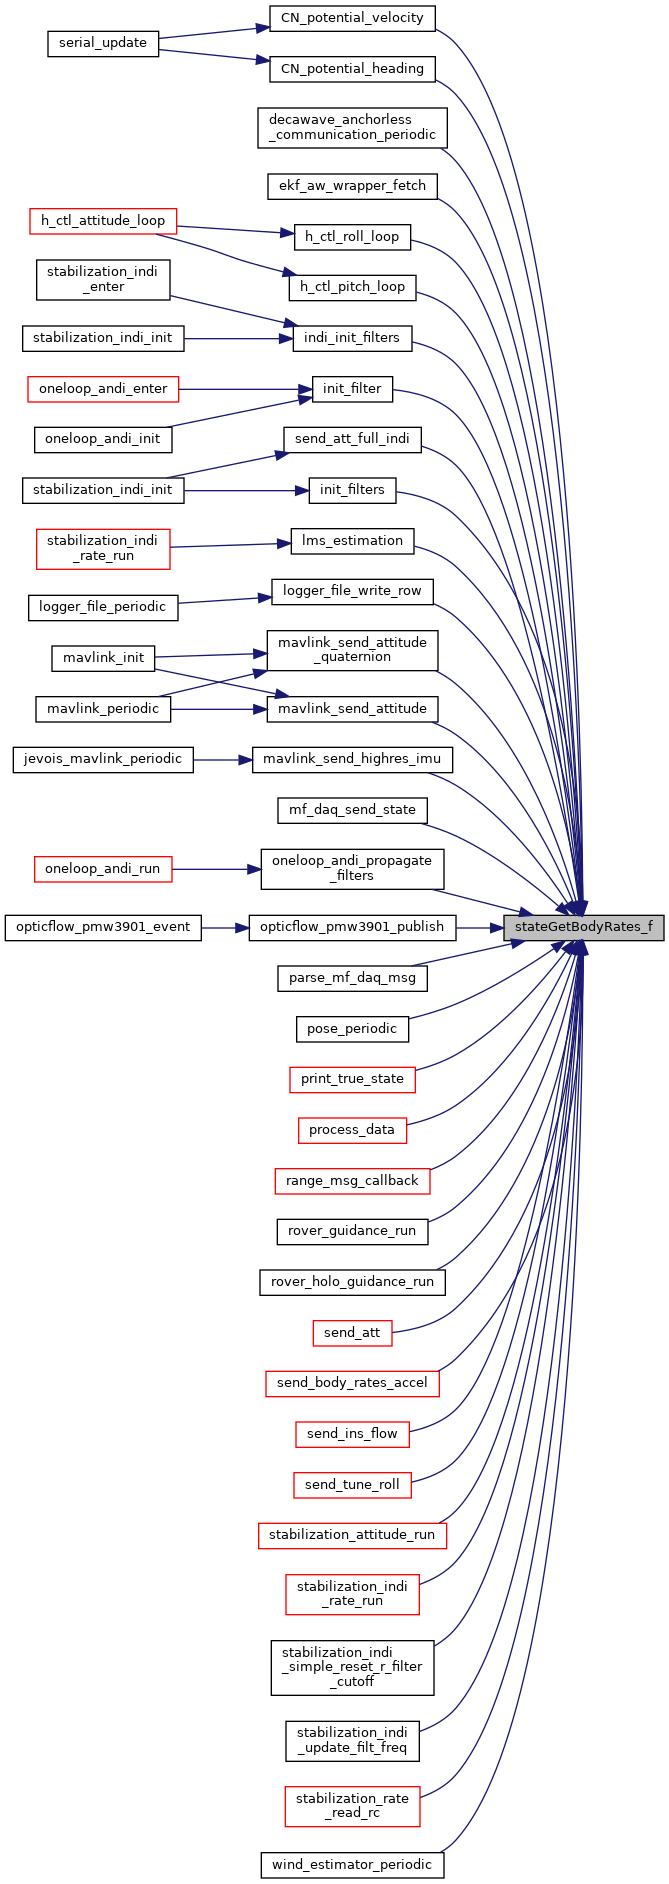 CN_potential_velocity
serial_update
CN_potential_heading
decawave_anchorless
_communication_periodic
ekf_aw_wrapper_fetch
h_ctl_attitude_loop
h_ctl_roll_loop
stabilization_indi
_enter
h_ctl_pitch_loop
stabilization_indi_init
indi_init_filters
oneloop_andi_enter
init_filter
oneloop_andi_init
send_att_full_indi
stabilization_indi_init
init_filters
stabilization_indi
_rate_run
lms_estimation
logger_file_periodic
logger_file_write_row
mavlink_send_attitude
_quaternion
mavlink_init
mavlink_periodic
mavlink_send_attitude
jevois_mavlink_periodic
mavlink_send_highres_imu
mf_daq_send_state
oneloop_andi_run
oneloop_andi_propagate
_filters
opticflow_pmw3901_event
opticflow_pmw3901_publish
stateGetBodyRates_f
parse_mf_daq_msg
pose_periodic
print_true_state
process_data
range_msg_callback
rover_guidance_run
rover_holo_guidance_run
send_att
send_body_rates_accel
send_ins_flow
send_tune_roll
stabilization_attitude_run
stabilization_indi
_rate_run
stabilization_indi
_simple_reset_r_filter
_cutoff
stabilization_indi
_update_filt_freq
stabilization_rate
_read_rc
wind_estimator_periodic